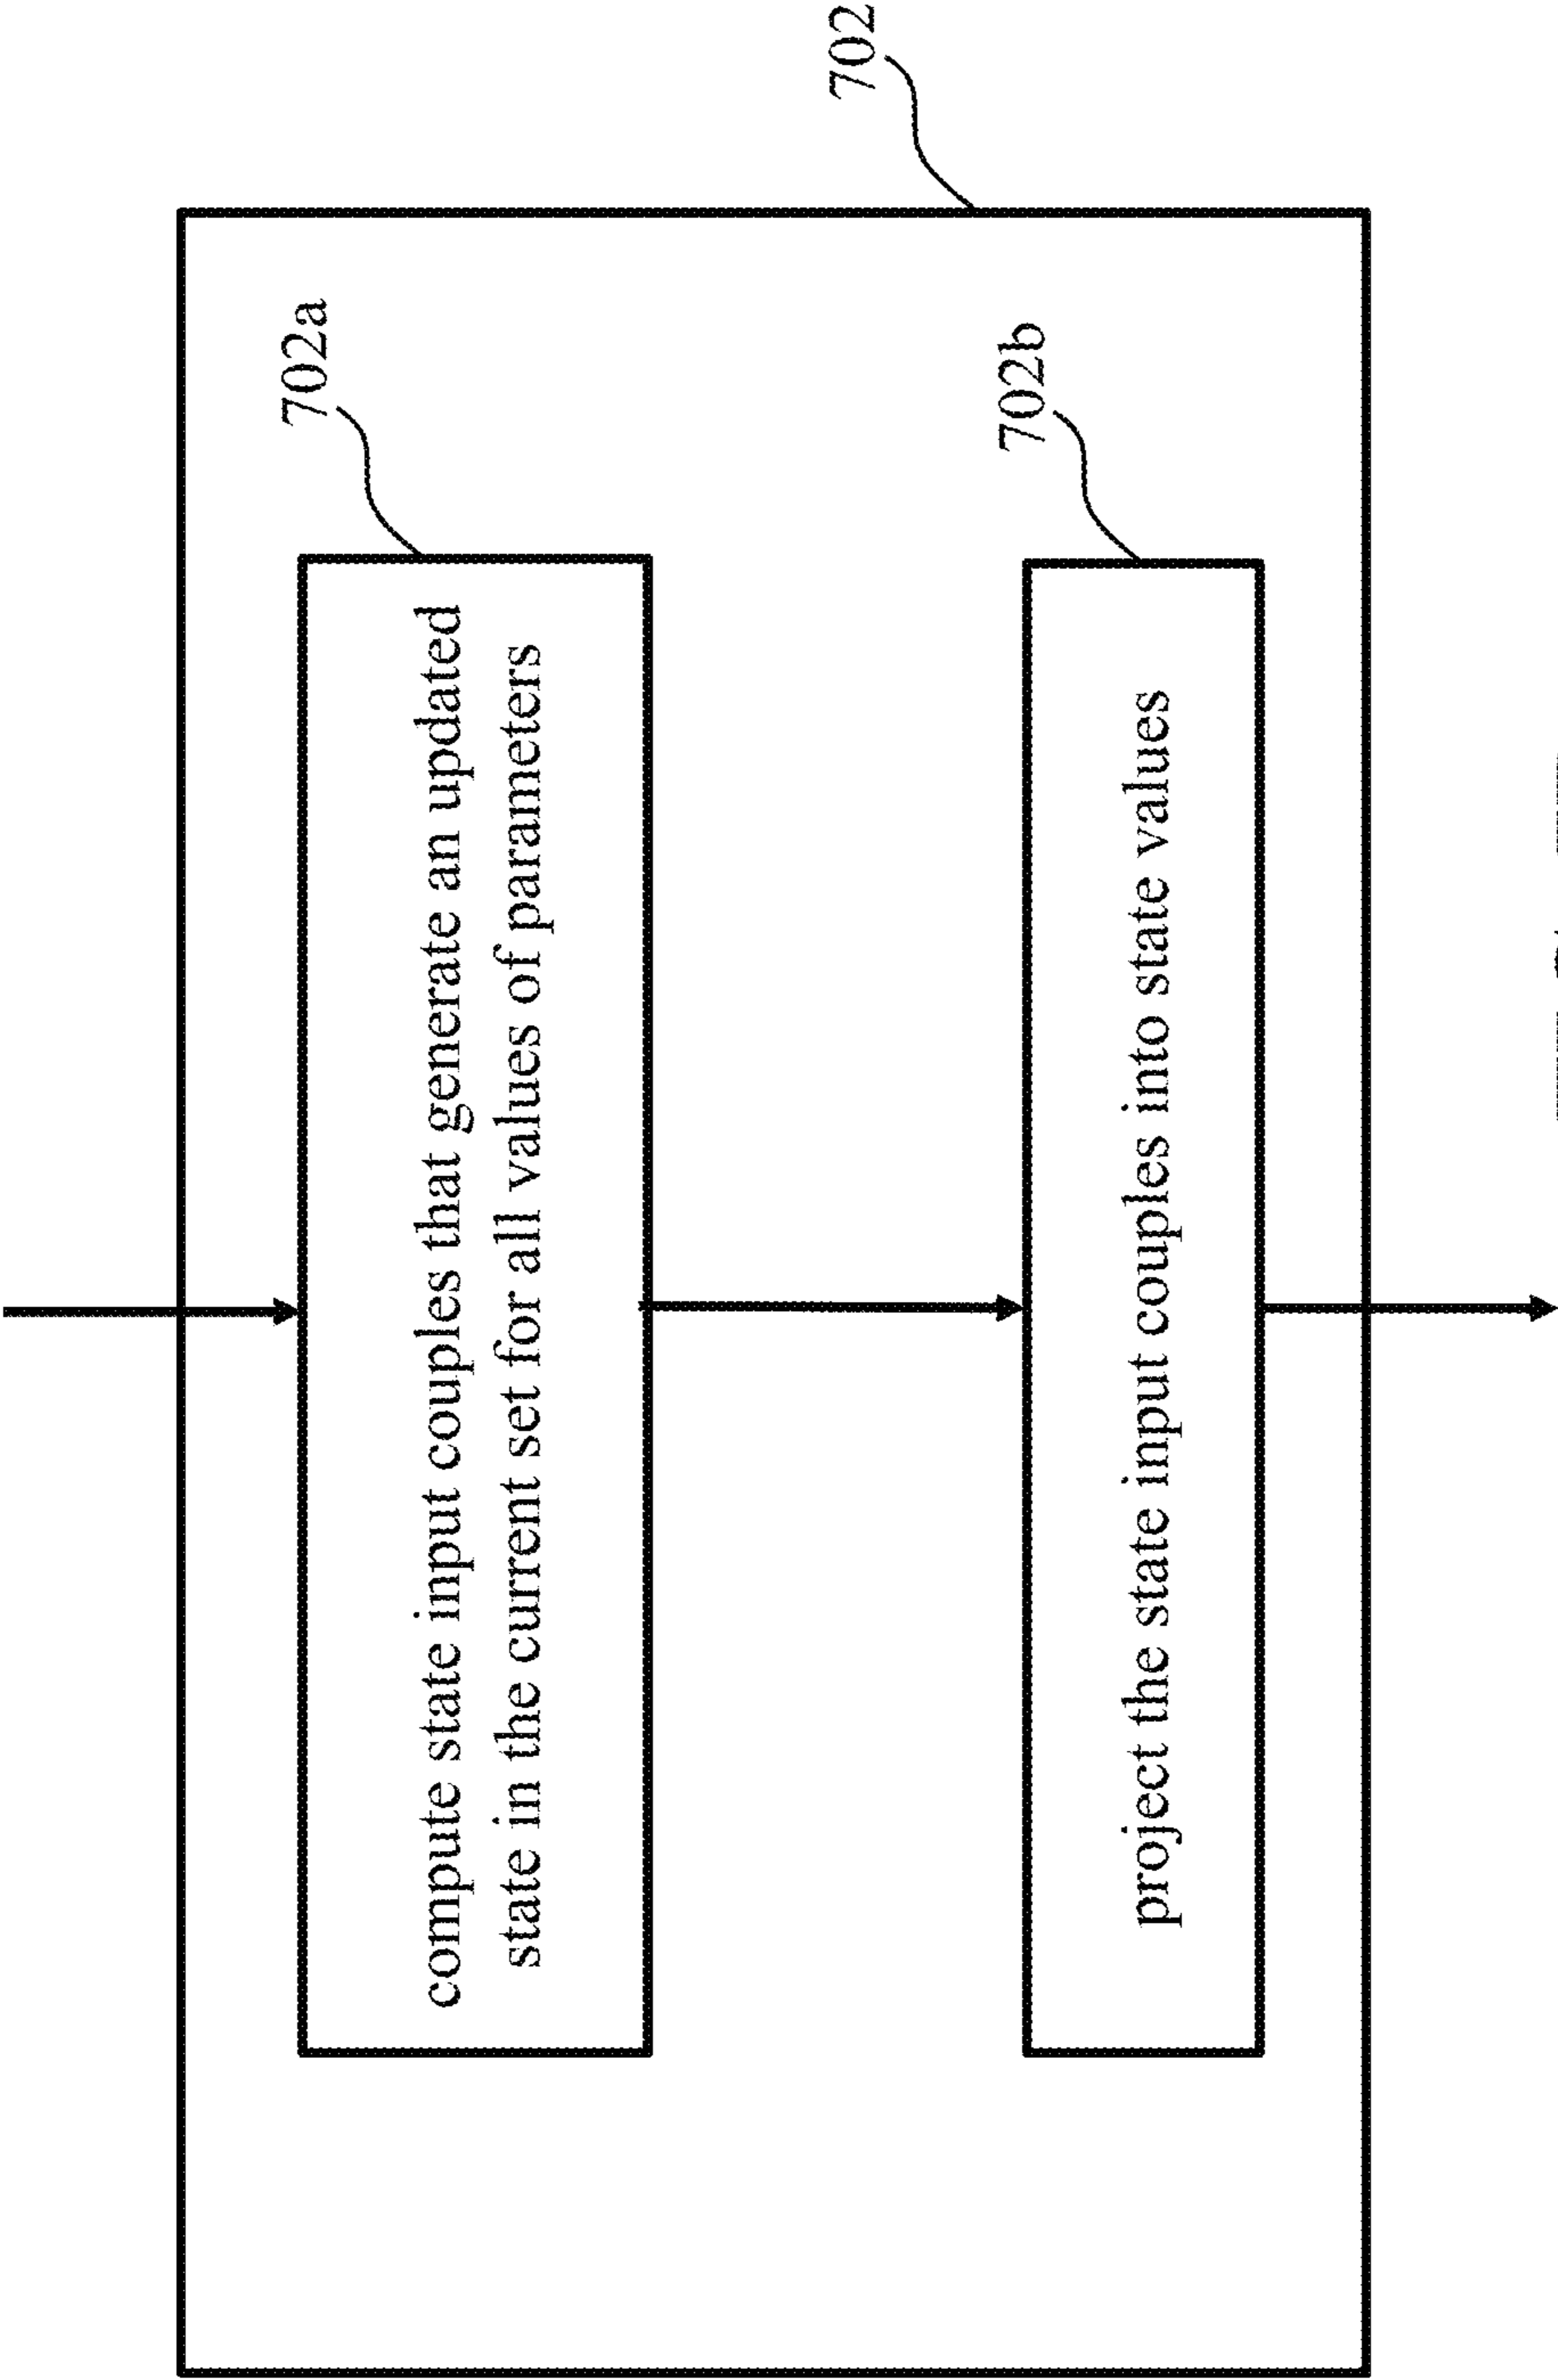 702
702a
compute state input couples that generate an updated
state in the current set for all values of parameters
702b
project the state input couples into state values